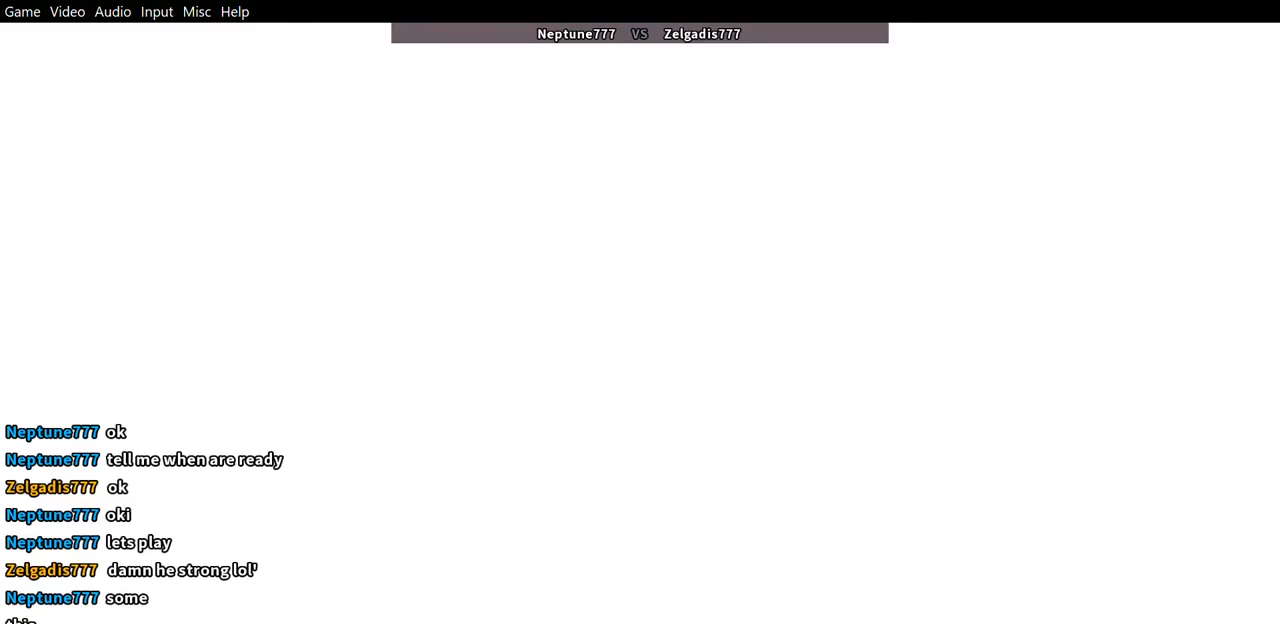 Game Video Audio Input Misc Help
Neptune777 VS Zelgadis777
Neptune777 ok
Neptune777 tell me when are ready
Zelgadis777 ok
Neptune777 oki
Neptune777 lets play
Zelgadis777 damn he strong lol'
Neptune777 some
this